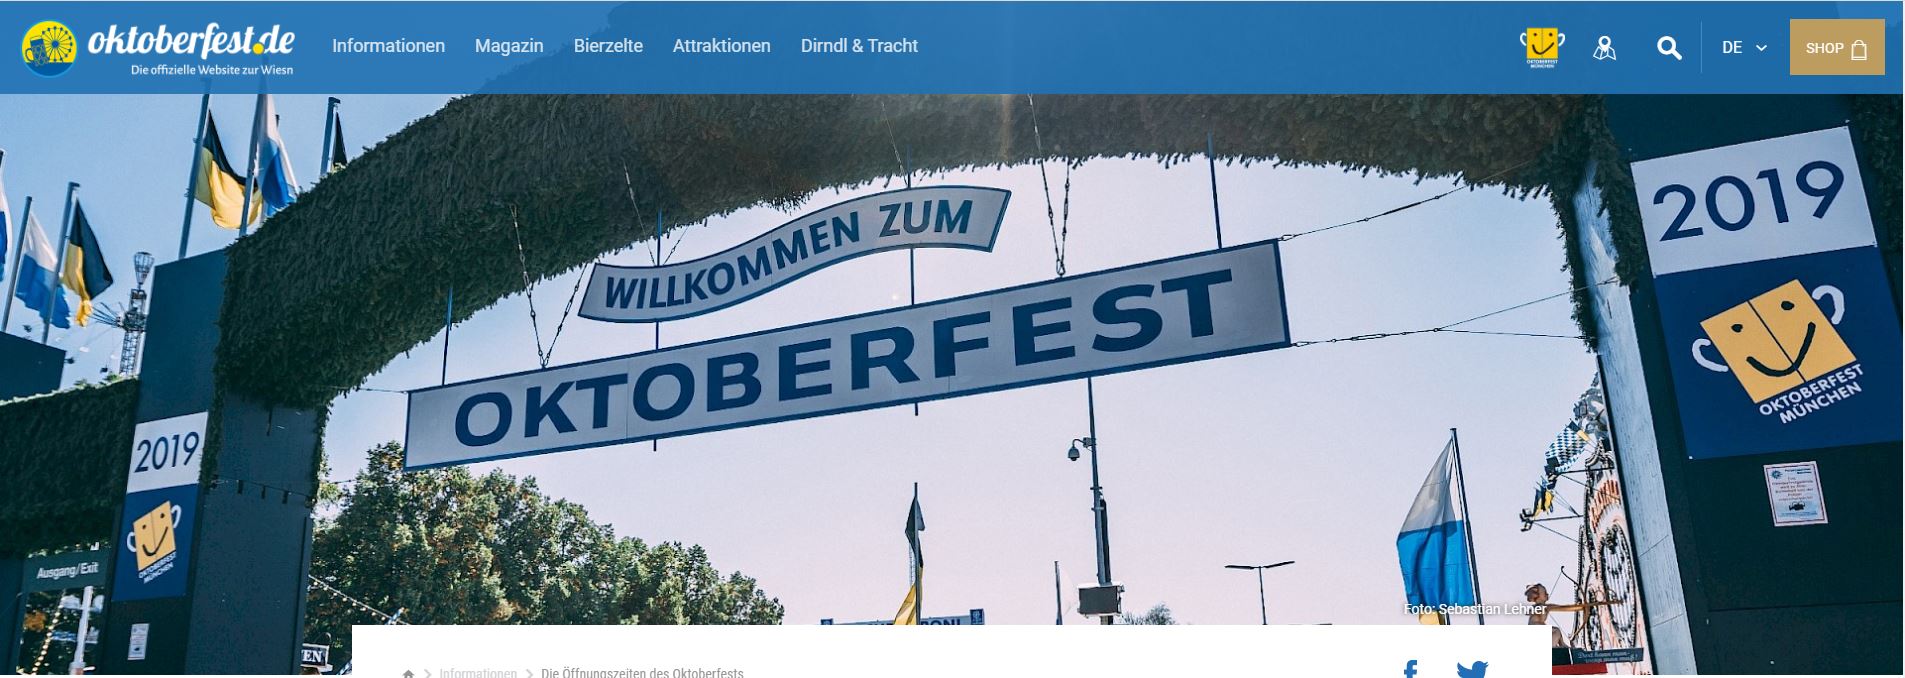 oktoberfest.de
Die offizielle Website zur Wiesn
Informationen
Magazin
Bierzelte
Attraktionen
Dirndl & Tracht
OKTOBERFEST
MÜNCHEN
DE
SHOP
WILLKOMMEN ZUM
OKTOBERFEST
2019
OKTOBERFEST
MÜNCHEN
2019
OKTOBERFEST
MÜNCHEN
Ausgang/Exit
Foto: Sebastian Lehner
Informationen
Die Öffnungszeiten des Oktoberfests